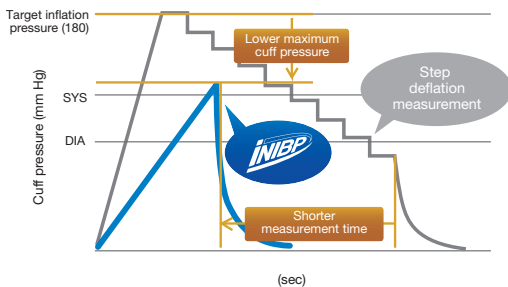 Target inflation
pressure (180)
Lower maximum
cuff pressure
Step
deflation
measurement
SYS
DIA
Cuff pressure (mm Hg)
iNIBP
Shorter
measurement time
(sec)